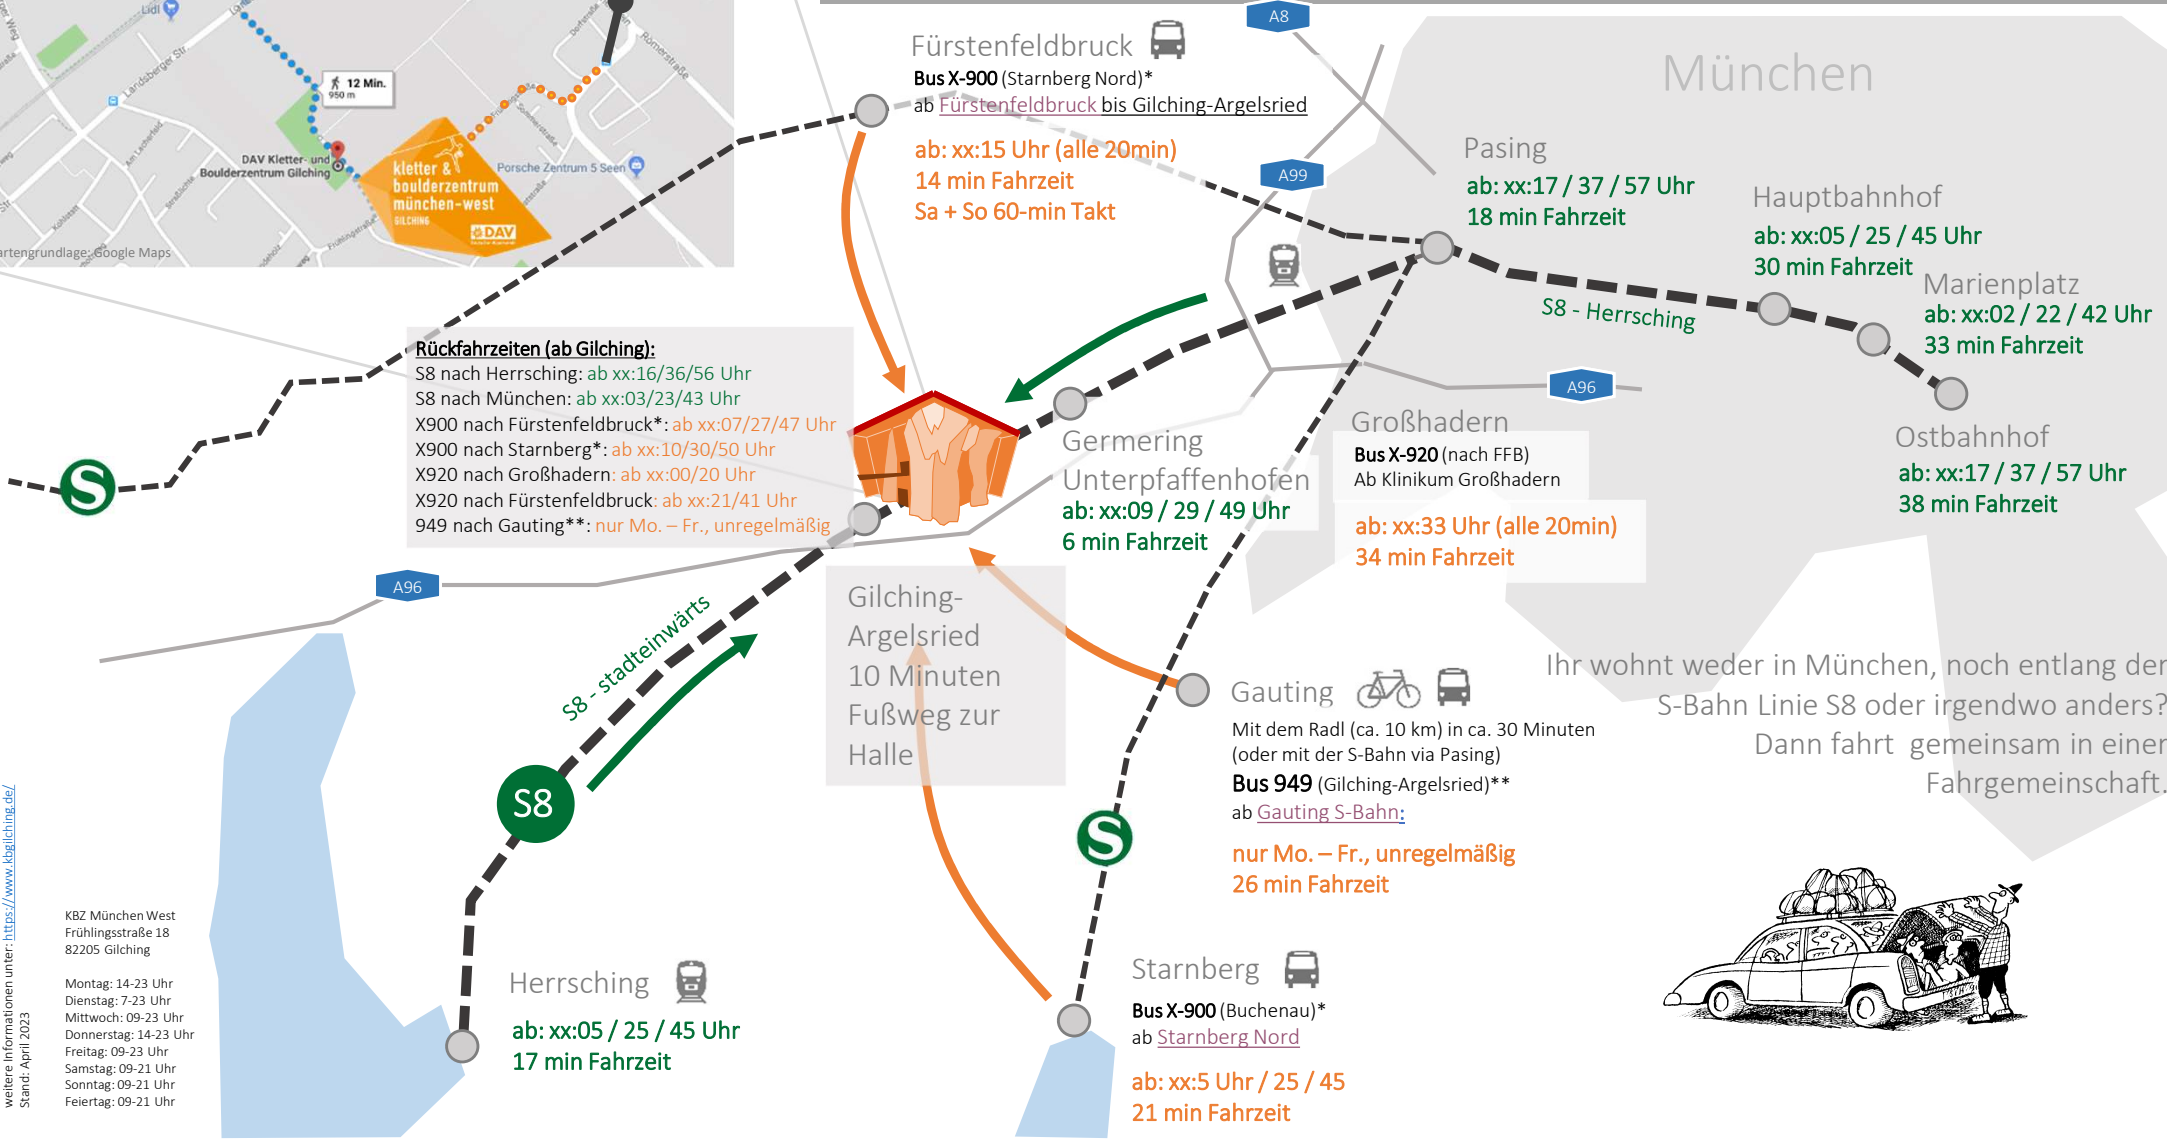 Lidl
Landsberger Str.
12 Min.
950 m
Römerstraße
DAV Kletter- und
Boulderzentrum Gilching
kletter &
boulderzentrum
münchen-west
GILCHING
DAV
Porsche Zentrum 5 Seen
Frühlingstraße
artengrundlage: Google Maps
A8
Fürstenfeldbruck
Bus X-900 (Starnberg Nord)*
ab Fürstenfeldbruck bis Gilching-Argelsried
ab: xx:15 Uhr (alle 20min)
14 min Fahrzeit
Sa + So 60-min Takt
A99
München
Pasing
ab: xx:17 / 37 / 57 Uhr
18 min Fahrzeit
Hauptbahnhof
ab: xx:05 / 25 / 45 Uhr
30 min Fahrzeit
Marienplatz
ab: xx:02 / 22 / 42 Uhr
33 min Fahrzeit
S8 - Herrsching
Ostbahnhof
ab: xx:17 / 37 / 57 Uhr
38 min Fahrzeit
A96
Rückfahrzeiten (ab Gilching):
S8 nach Herrsching: ab xx:16/36/56 Uhr
S8 nach München: ab xx:03/23/43 Uhr
X900 nach Fürstenfeldbruck*: ab xx:07/27/47 Uhr
X900 nach Starnberg*: ab xx:10/30/50 Uhr
X920 nach Großhadern: ab xx:00/20 Uhr
X920 nach Fürstenfeldbruck: ab xx:21/41 Uhr
949 nach Gauting**: nur Mo. – Fr., unregelmäßig
Germering
Unterpfaffenhofen
ab: xx:09 / 29 / 49 Uhr
6 min Fahrzeit
Großhadern
Bus X-920 (nach FFB)
Ab Klinikum Großhadern
ab: xx:33 Uhr (alle 20min)
34 min Fahrzeit
S
A96
Gilching-
Argelsried
10 Minuten
Fußweg zur
Halle
S8 - stadteinwärts
S8
Gauting
Mit dem Radl (ca. 10 km) in ca. 30 Minuten
(oder mit der S-Bahn via Pasing)
Bus 949 (Gilching-Argelsried)**
ab Gauting S-Bahn:
nur Mo. – Fr., unregelmäßig
26 min Fahrzeit
Ihr wohnt weder in München, noch entlang der
S-Bahn Linie S8 oder irgendwo anders?
Dann fahrt gemeinsam in einer
Fahrgemeinschaft.
S
Herrsching
ab: xx:05 / 25 / 45 Uhr
17 min Fahrzeit
Starnberg
Bus X-900 (Buchenau)*
ab Starnberg Nord
ab: xx:5 Uhr / 25 / 45
21 min Fahrzeit
weitere Informationen unter: https://www.kbgilching.de/
Stand: April 2023
KBZ München West
Frühlingsstraße 18
82205 Gilching
Montag: 14-23 Uhr
Dienstag: 7-23 Uhr
Mittwoch: 09-23 Uhr
Donnerstag: 14-23 Uhr
Freitag: 09-23 Uhr
Samstag: 09-21 Uhr
Sonntag: 09-21 Uhr
Feiertag: 09-21 Uhr